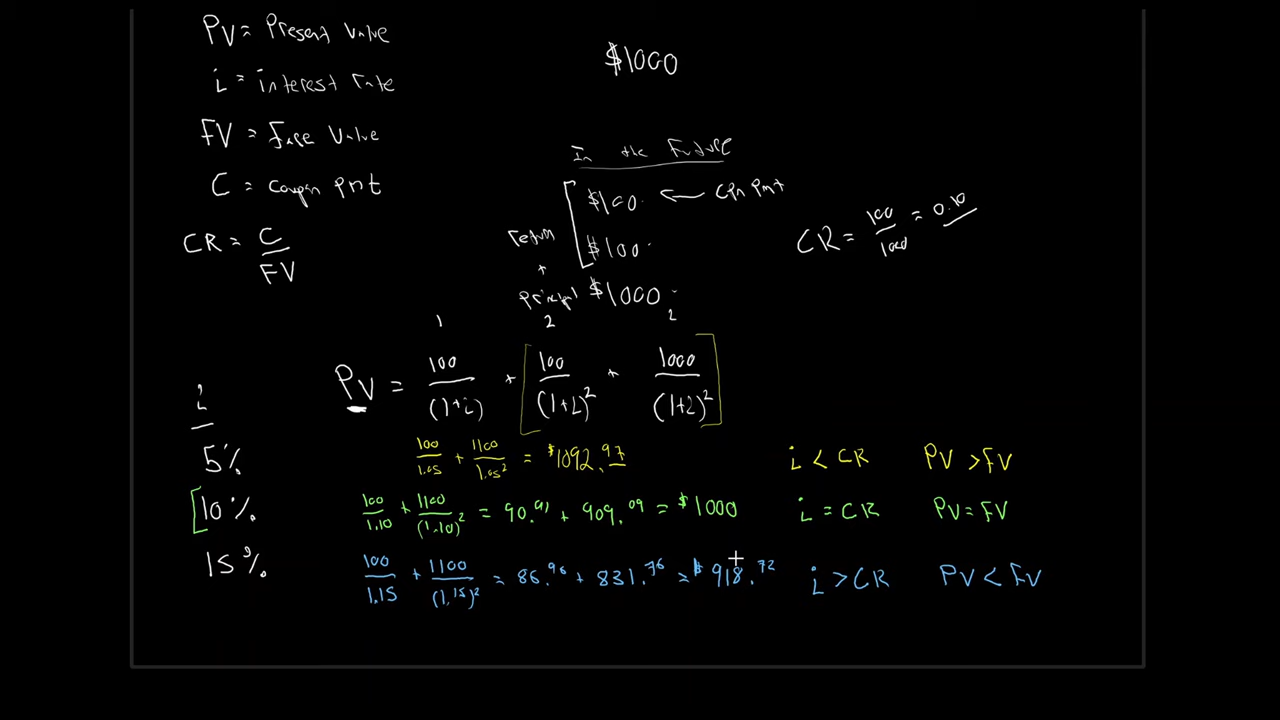 PV = Present Value
$1000
i = interest rate
FV = Face Value
In the Future
C = coupon pmt
$100 ← cpn pmt
CR = 100/1000 = 0.10
CR = C/FV
return + principal
$100
$1000
1 2 2
PV = 100/(1+i) + [100/(1+i)² + 1000/(1+i)²]
i
5% 100/1.05 + 1100/1.05² = $1092.97 i < CR PV > FV
[10% 100/1.10 + 1100/(1.10)² = 90.91 + 909.09 = $1000 i = CR PV = FV
15% 100/1.15 + 1100/(1.15)² = 86.96 + 831.76 = $918.72 i > CR PV < FV